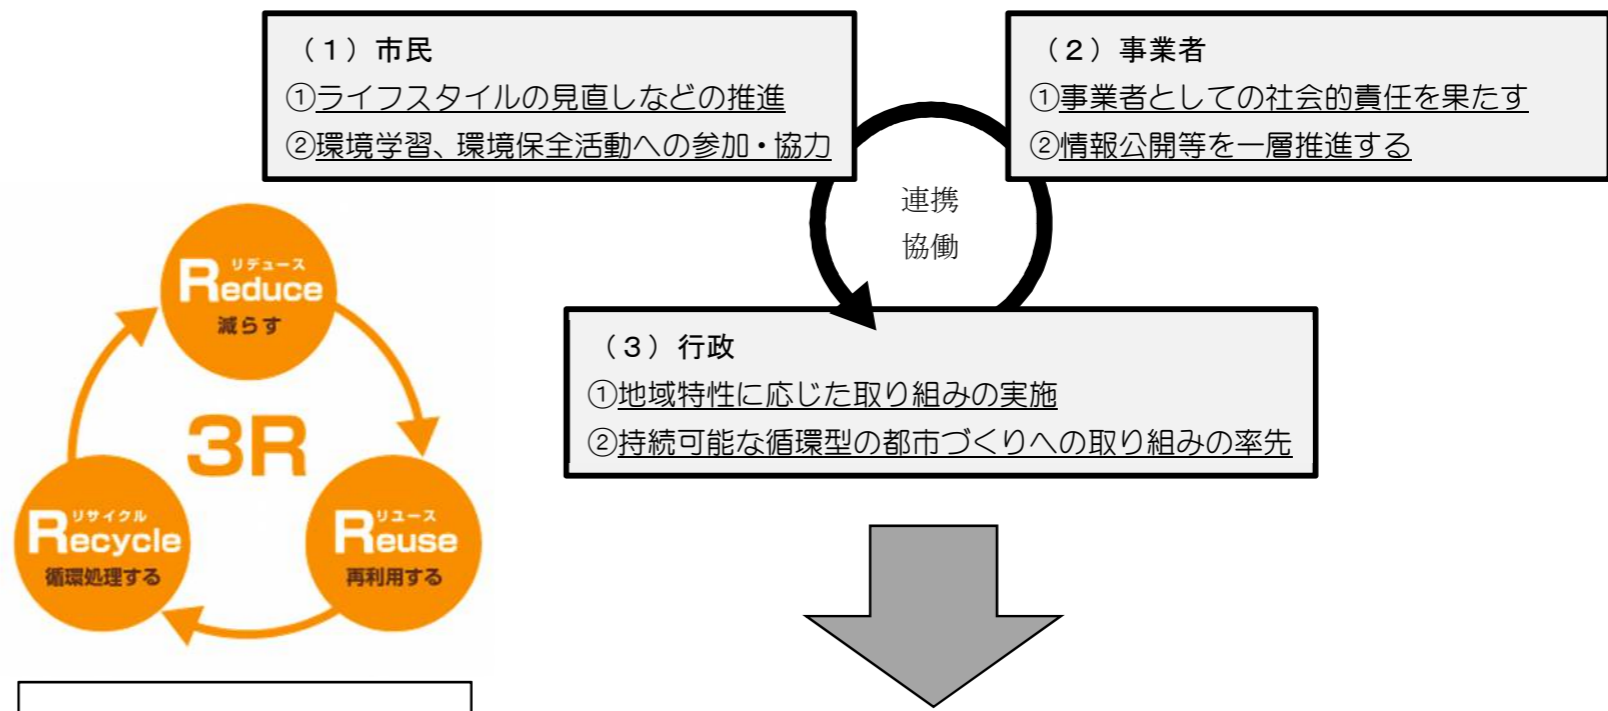 （１）市民
①ライフスタイルの見直しなどの推進
②環境学習、環境保全活動への参加・協力
（２）事業者
①事業者としての社会的責任を果たす
②情報公開等を一層推進する
連携
協働
（３）行政
①地域特性に応じた取り組みの実施
②持続可能な循環型の都市づくりへの取り組みの率先
リデュース
Reduce
減らす
3R
リサイクル
Recycle
循環処理する
リユース
Reuse
再利用する